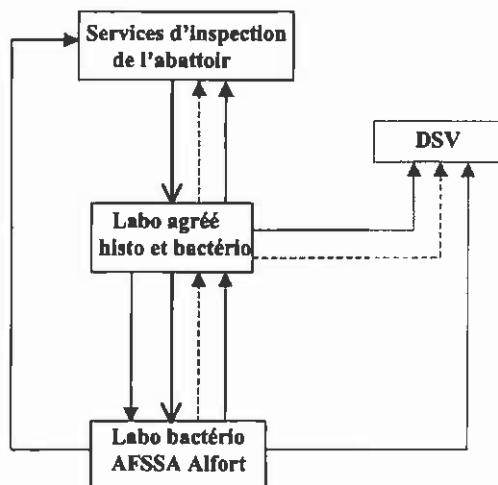 Services d'inspection
de l'abattoir
DSV
Labo agréé
histo et bactério
Labo bactério
AFSSA Alfort